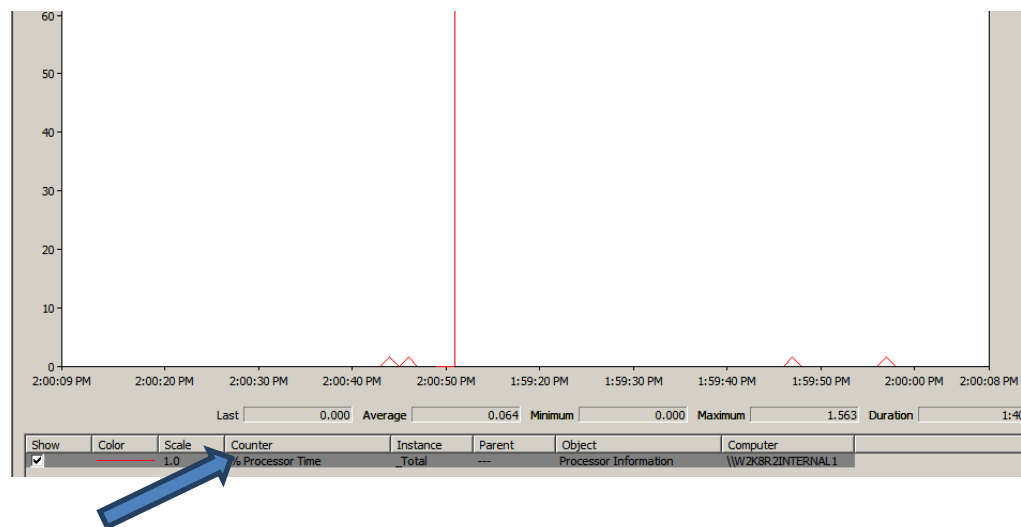 60
50
40
30
20
10
0
2:00:09 PM 2:00:20 PM 2:00:30 PM 2:00:40 PM 2:00:50 PM 1:59:20 PM 1:59:30 PM 1:59:40 PM 1:59:50 PM 2:00:00 PM 2:00:08 PM
Last 0.000 Average 0.064 Minimum 0.000 Maximum 1.563 Duration 1:40
Show Color Scale Counter Instance Parent Object Computer
1.0 % Processor Time _Total --- Processor Information \\W2K8R2INTERNAL1